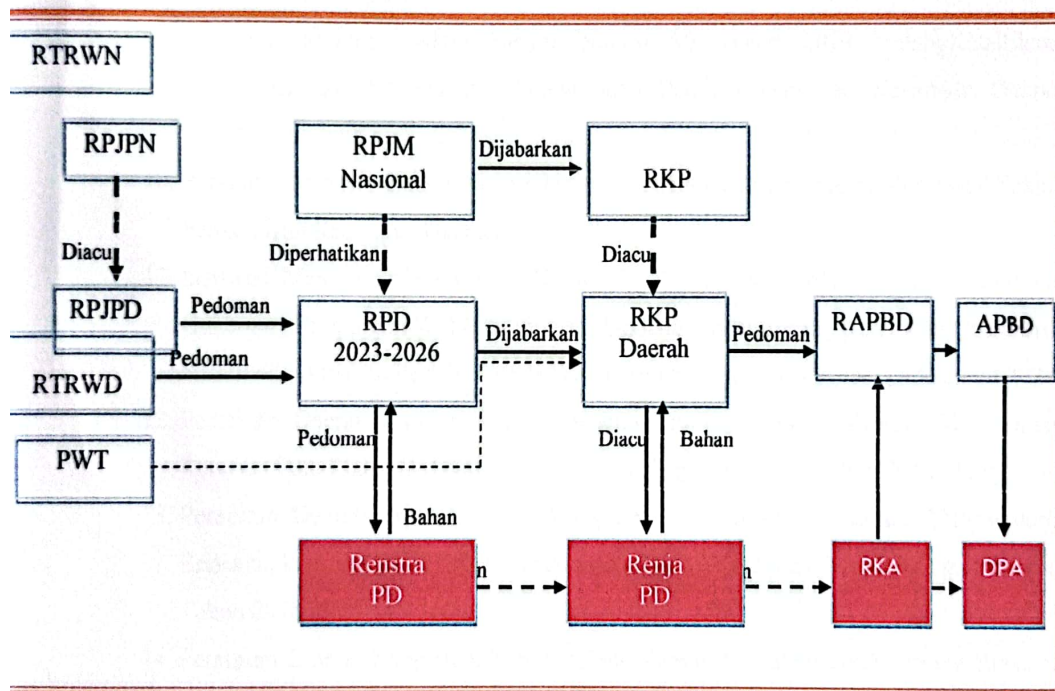 RTRWN
RPJPN
RPJM
Nasional
Dijabarkan
RKP
Diacu
Diperhatikan
Diacu
RPJPD
Pedoman
RPD
2023-2026
Dijabarkan
RKP
Daerah
Pedoman
RAPBD
APBD
RTRWD
Pedoman
PWT
Pedoman
Bahan
Diacu
Bahan
Renstra
PD
n
Renja
PD
n
RKA
DPA